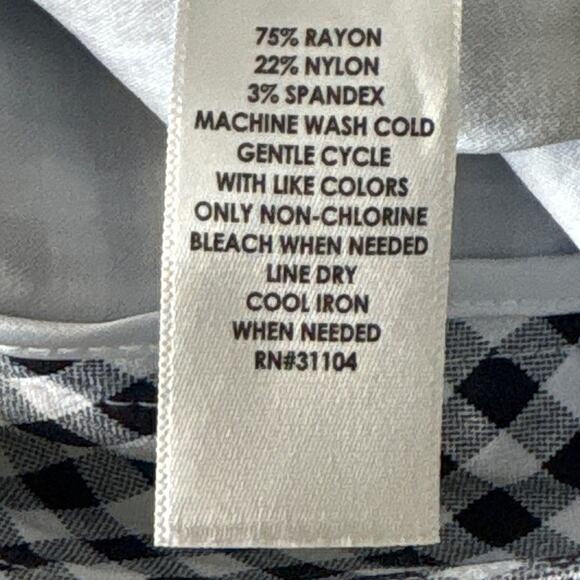 75% RAYON
22% NYLON
3% SPANDEX
MACHINE WASH COLD
GENTLE CYCLE
WITH LIKE COLORS
ONLY NON-CHLORINE
BLEACH WHEN NEEDED
LINE DRY
COOL IRON
WHEN NEEDED
RN#31104